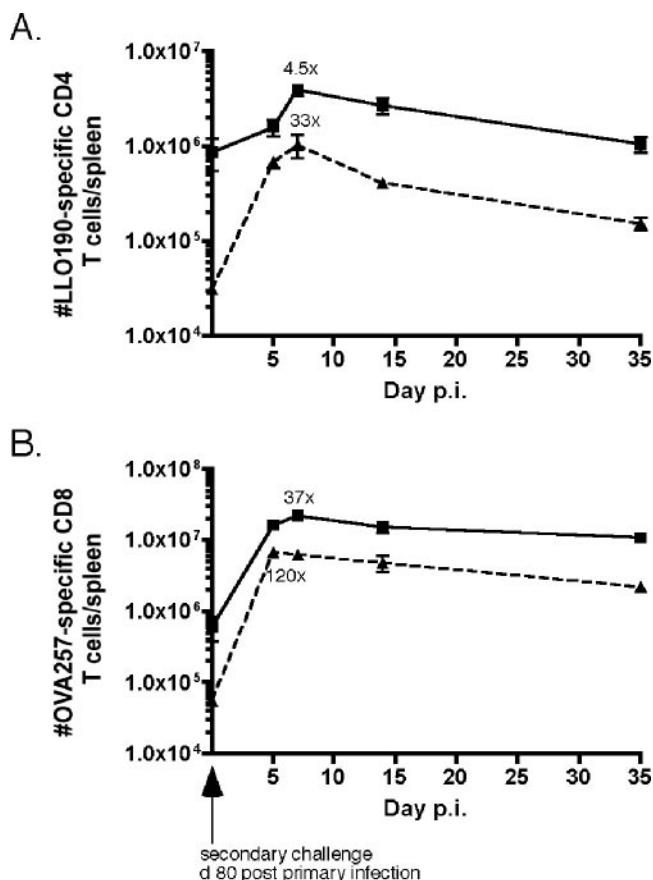 A.
#LLO190-specific CD4
T cells/spleen
1.0x10⁷
1.0x10⁶
1.0x10⁵
1.0x10⁴
4.5x
33x
5 10 15 20 25 30 35
Day p.i.
B.
#OVA257-specific CD8
T cells/spleen
1.0x10⁸
1.0x10⁷
1.0x10⁶
1.0x10⁵
1.0x10⁴
37x
120x
5 10 15 20 25 30 35
Day p.i.
secondary challenge
d 80 post primary infection